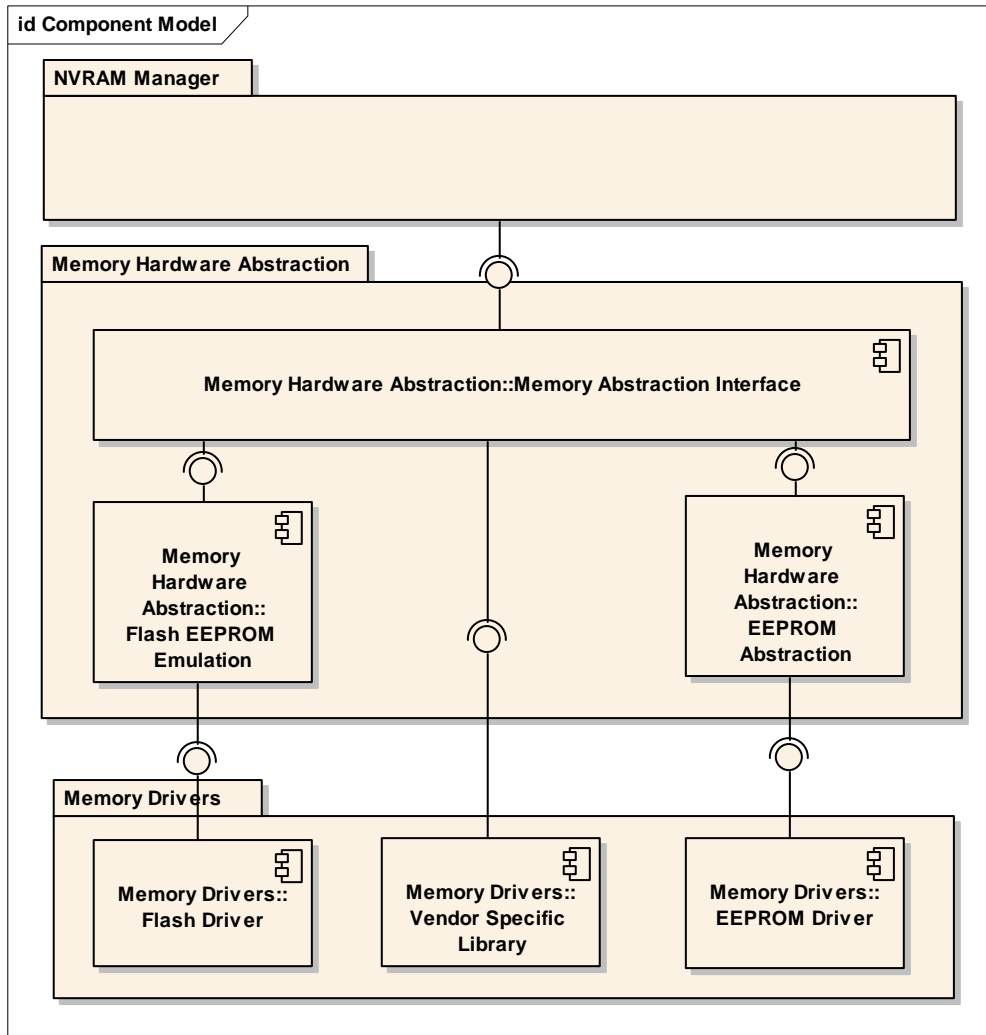 id Component Model
NVRAM Manager
Memory Hardware Abstraction
Memory Hardware Abstraction::Memory Abstraction Interface
Memory
Hardware
Abstraction::
Flash EEPROM
Emulation
Memory
Hardware
Abstraction::
EEPROM
Abstraction
Memory Drivers
Memory Drivers::
Flash Driver
Memory Drivers::
Vendor Specific
Library
Memory Drivers::
EEPROM Driver